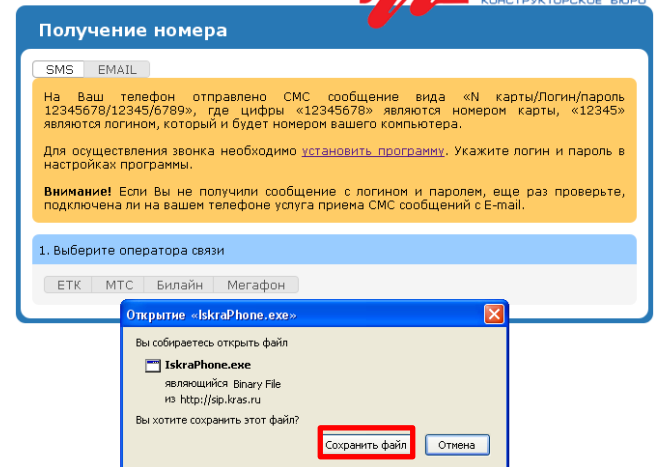 КОНСТРУКТОРСКОЕ БЮРО
Получение номера
SMS EMAIL
На Ваш телефон отправлено СМС сообщение вида «N карты/Логин/пароль
12345678/12345/6789», где цифры «12345678» являются номером карты, «12345»
являются логином, который и будет номером вашего компьютера.
Для осуществления звонка необходимо установить программу. Укажите логин и пароль в
настройках программы.
Внимание! Если Вы не получили сообщение с логином и паролем, еще раз проверьте,
подключена ли на вашем телефоне услуга приема СМС сообщений с E-mail.
1. Выберите оператора связи
ЕТК МТС Билайн Мегафон
Открытие «IskraPhone.exe»
Вы собираетесь открыть файл
IskraPhone.exe
являющийся Binary File
из http://sip.kras.ru
Вы хотите сохранить этот файл?
Сохранить файл Отмена